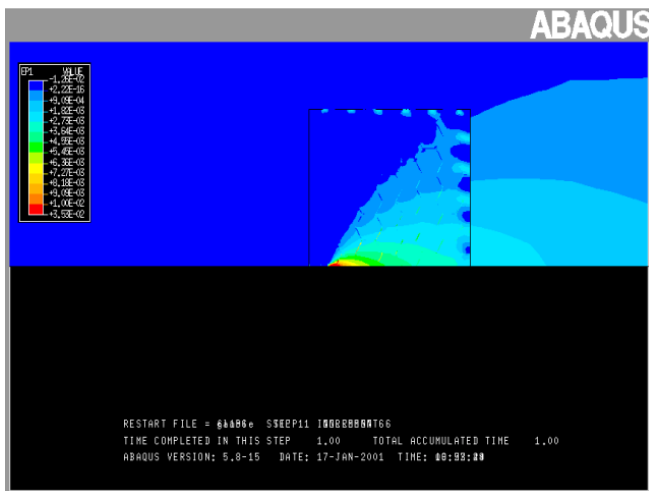 ABAQUS
EP1 VALUE
-1.26E-02
+2.22E-16
+9.09E-04
+1.82E-03
+2.73E-03
+3.64E-03
+4.55E-03
+5.45E-03
+6.36E-03
+7.27E-03
+8.18E-03
+9.09E-03
+1.00E-02
+3.53E-02
RESTART FILE =
TIME COMPLETED IN THIS STEP 1.00 TOTAL ACCUMULATED TIME 1.00
ABAQUS VERSION: 5.8-15 DATE: 17-JAN-2001 TIME: